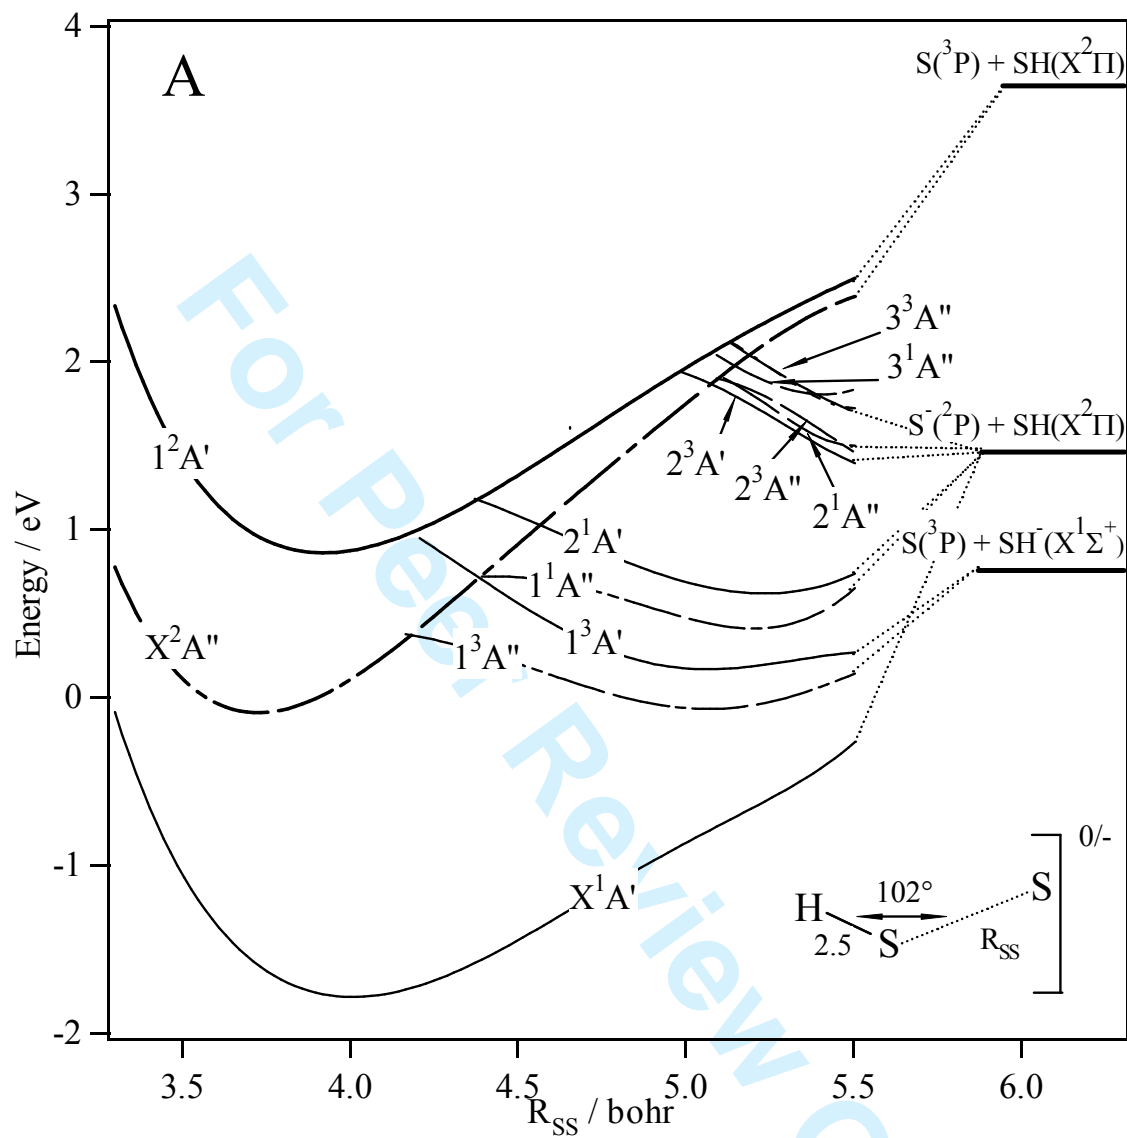 A
S(³P) + SH(X²Π)
3³A''
3¹A''
S⁻(²P) + SH(X²Π)
1²A'
2³A'
2³A''
2¹A''
2¹A'
S(³P) + SH⁻(X¹Σ⁺)
1¹A''
X²A''
1³A''
1³A'
X¹A'
0/-
102°
H
S
2.5
S
R_SS
4
3
2
1
0
-1
-2
Energy / eV
3.5
4.0
4.5
5.0
5.5
6.0
R_SS / bohr
For Peer Review